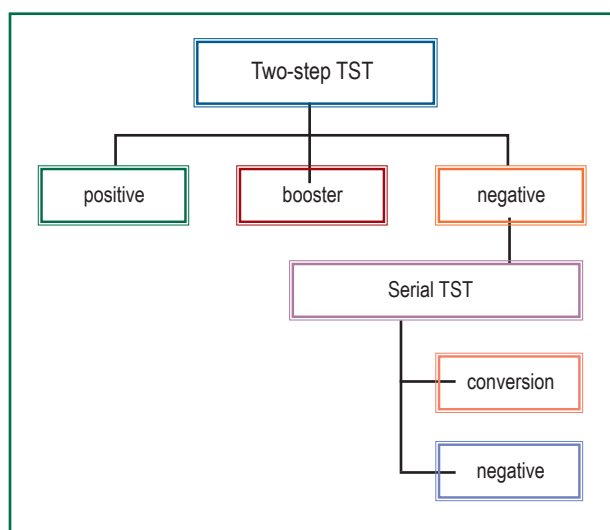 Two-step TST
positive
booster
negative
Serial TST
conversion
negative